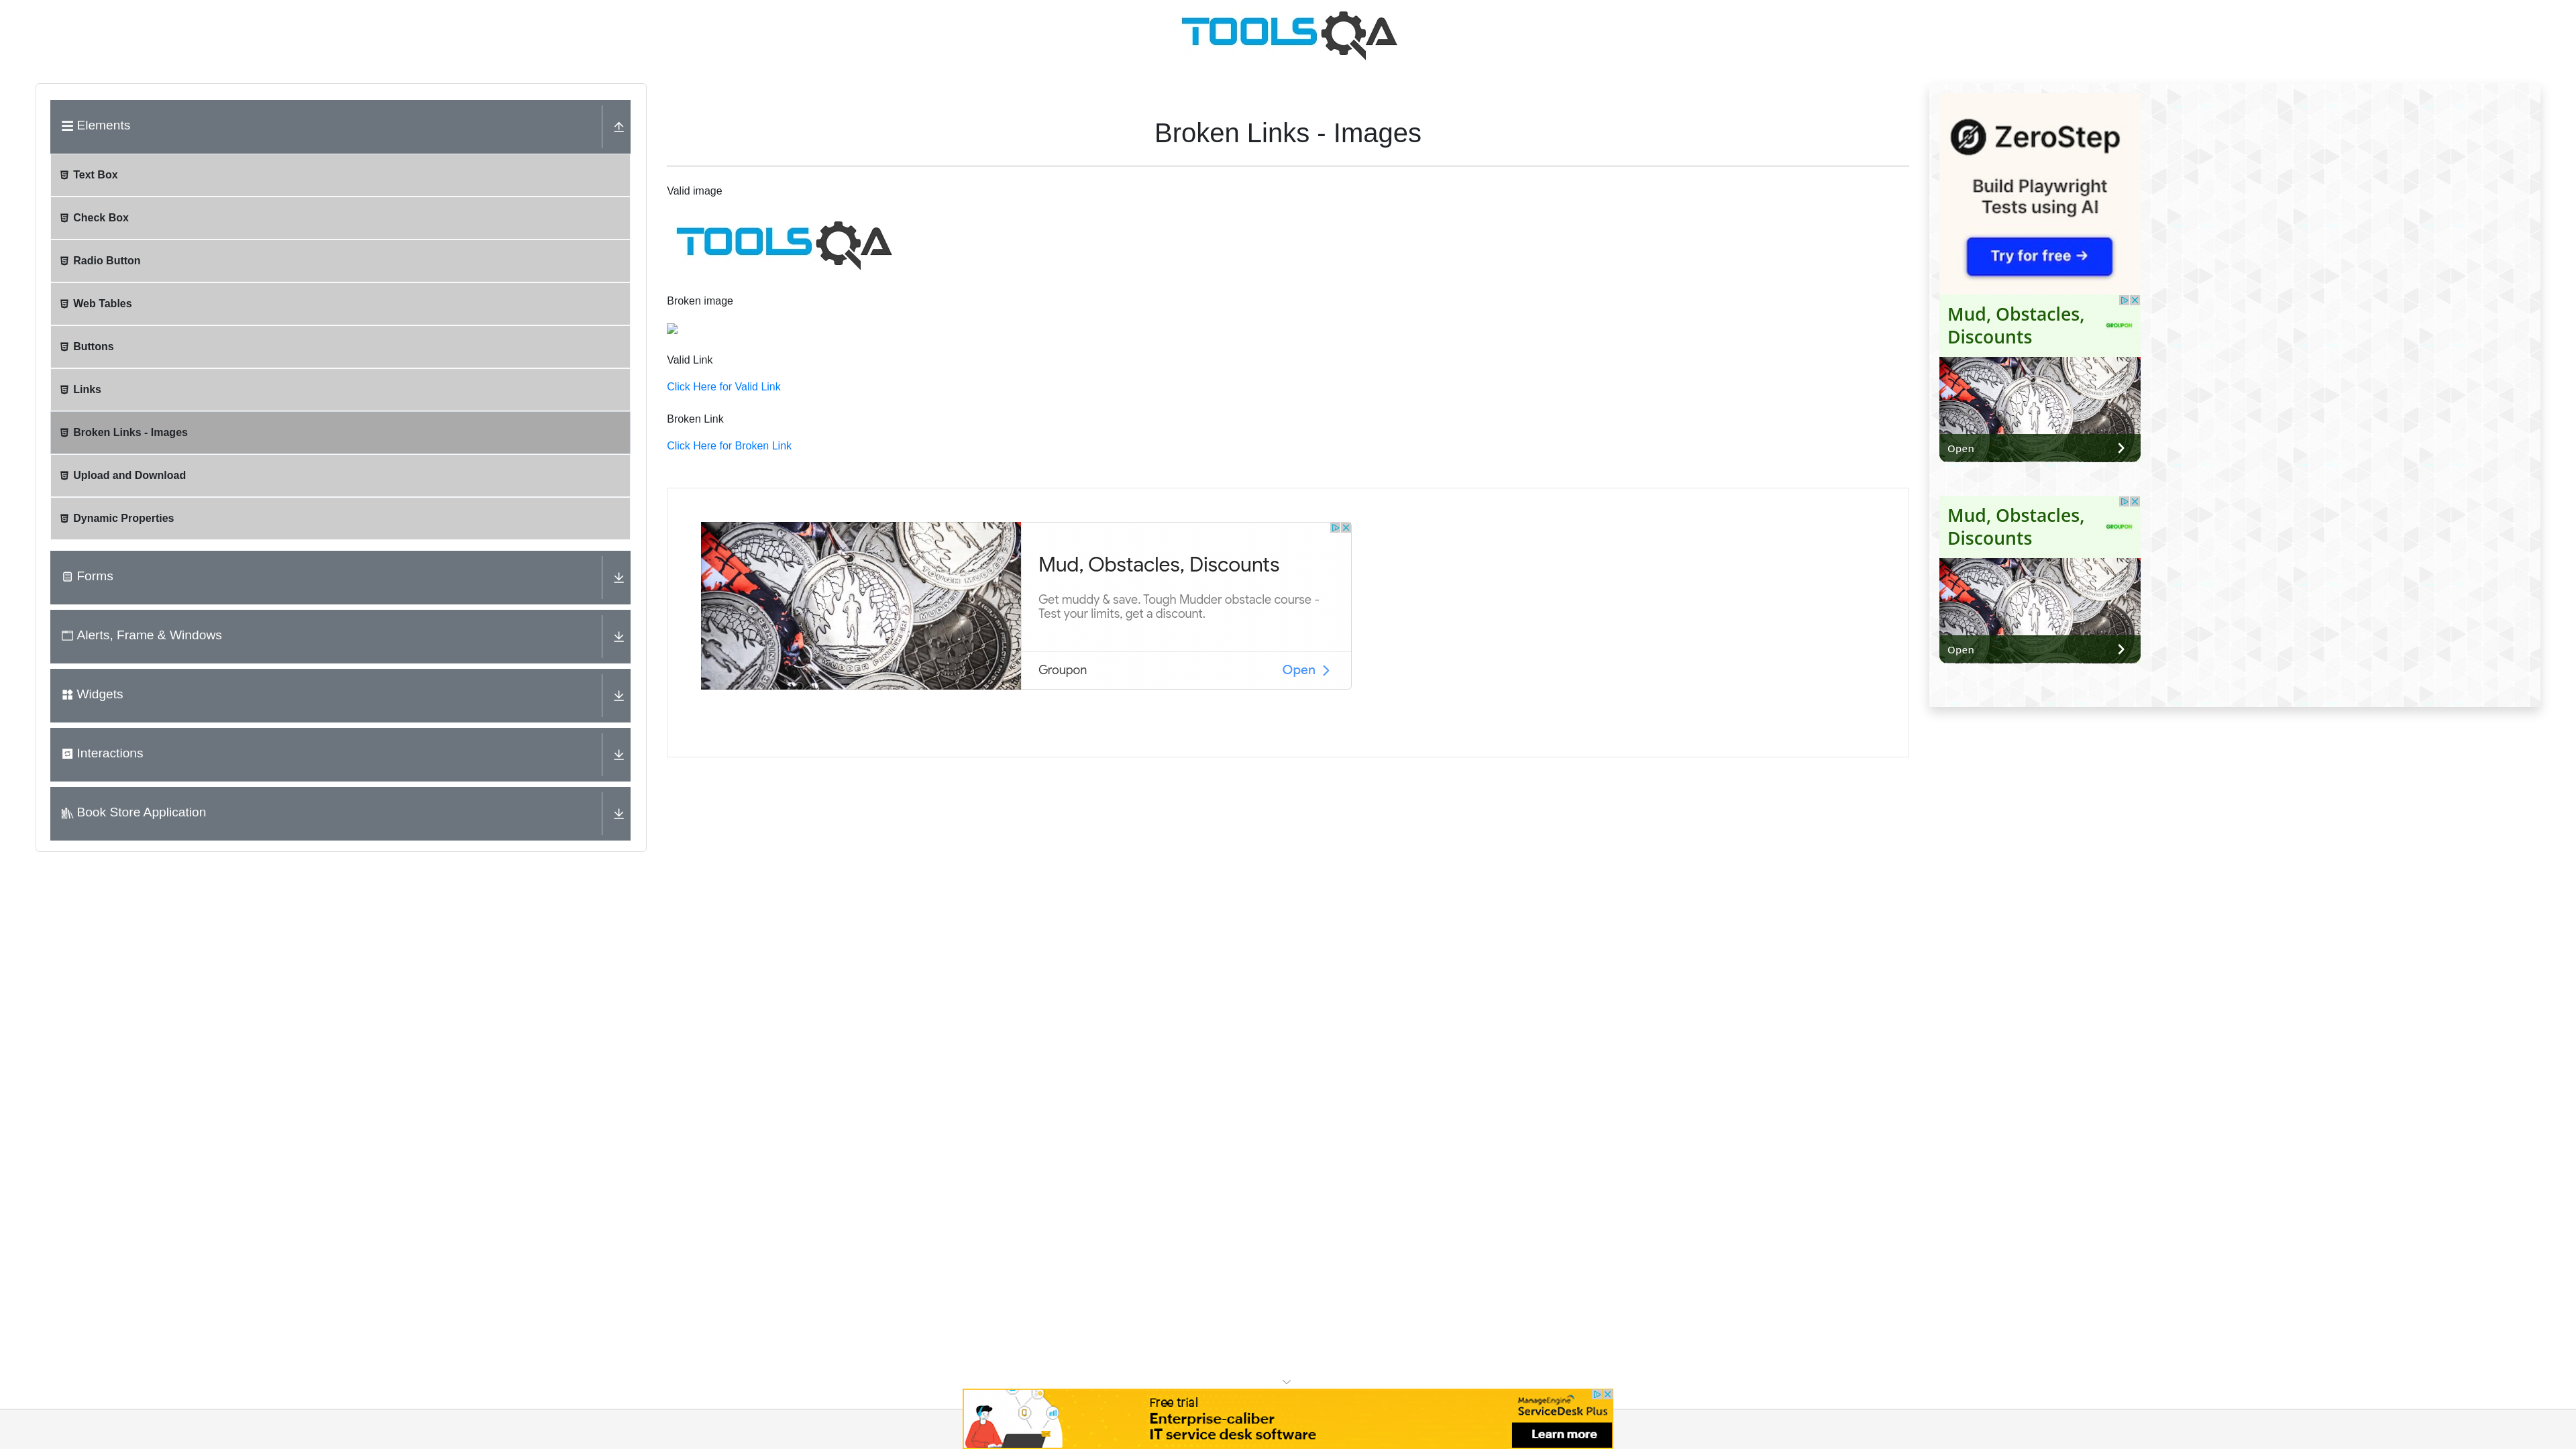 TOOLSQA
Elements
Text Box
Check Box
Radio Button
Web Tables
Buttons
Links
Broken Links - Images
Upload and Download
Dynamic Properties
Forms
Alerts, Frame & Windows
Widgets
Interactions
Book Store Application
Broken Links - Images
Valid image
TOOLSQA
Broken image
Valid Link
Click Here for Valid Link
Broken Link
Click Here for Broken Link
Mud, Obstacles, Discounts
Get muddy & save. Tough Mudder obstacle course -
Test your limits, get a discount.
Groupon
Open
ZeroStep
Build Playwright
Tests using AI
Try for free →
Mud, Obstacles,
Discounts
GROUPON
Open
Mud, Obstacles,
Discounts
GROUPON
Open
Free trial
Enterprise-caliber
IT service desk software
ManageEngine
ServiceDesk Plus
Learn more